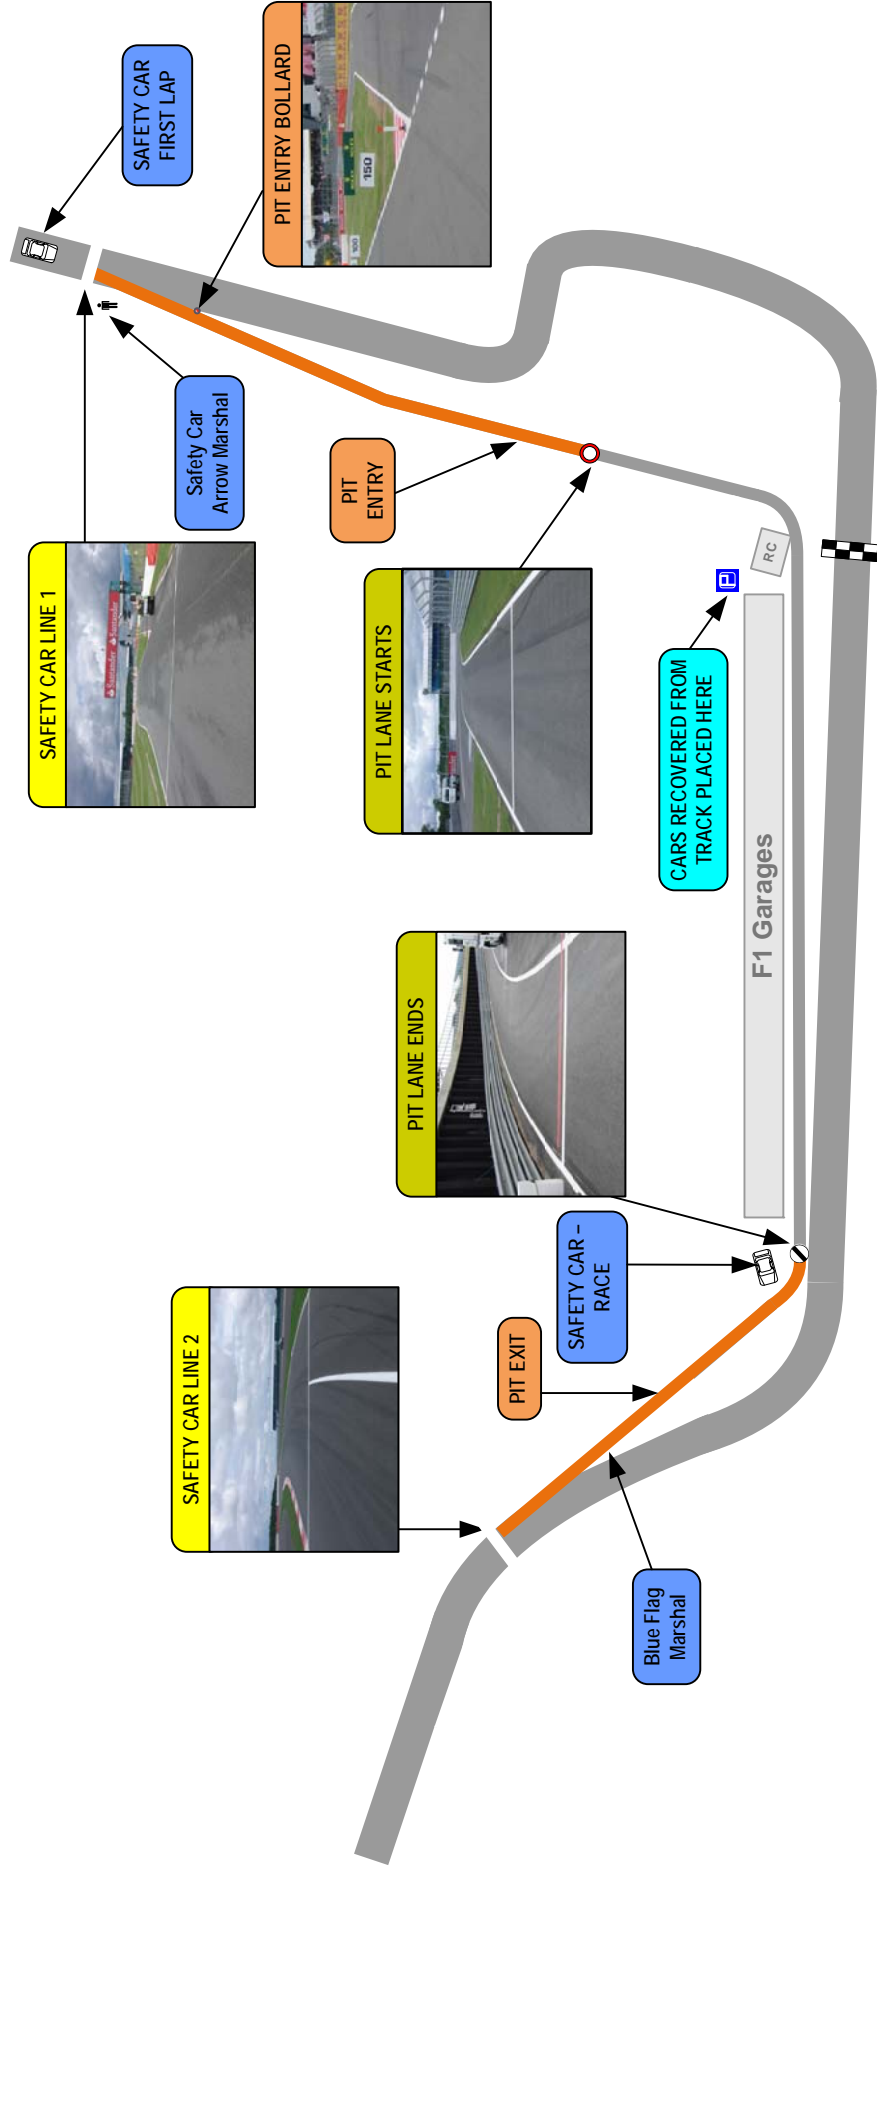 SAFETY CAR
FIRST LAP
PIT ENTRY BOLLARD
150
100
Safety Car
Arrow Marshal
SAFETY CAR LINE 1
Santander
Santander
PIT
ENTRY
PIT LANE STARTS
RC
P
CARS RECOVERED FROM
TRACK PLACED HERE
F1 Garages
PIT LANE ENDS
SAFETY CAR –
RACE
PIT EXIT
SAFETY CAR LINE 2
Blue Flag
Marshal